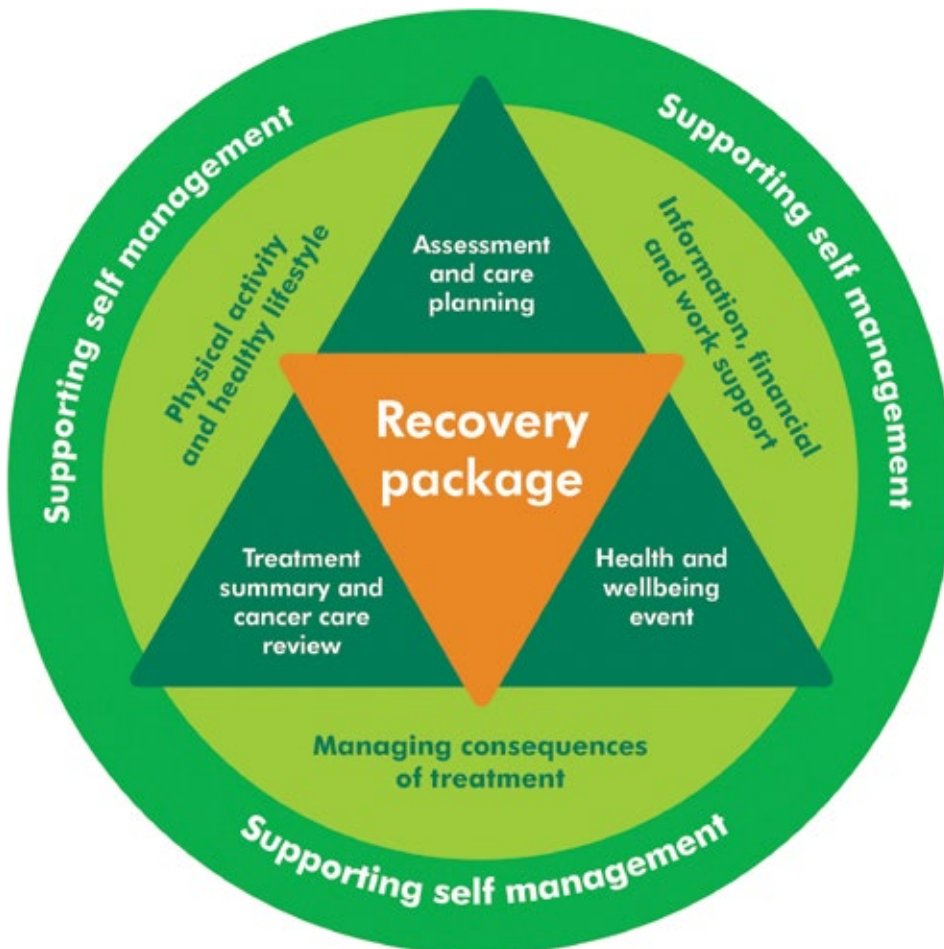 Supporting self management
Supporting self management
Physical activity
and healthy lifestyle
Information, financial
and work support
Assessment
and care
planning
Recovery
package
Treatment
summary and
cancer care
review
Health and
wellbeing
event
Managing consequences
of treatment
Supporting self management